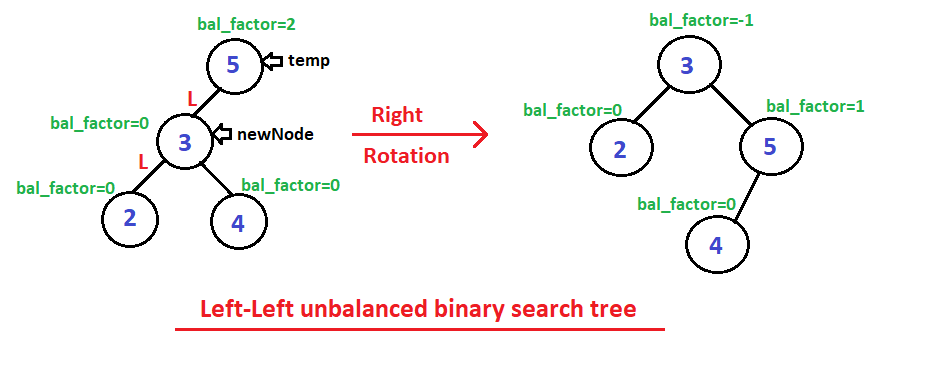 bal_factor=2
5
temp
L
bal_factor=0
3
newNode
L
bal_factor=0
bal_factor=0
2
4
Right
Rotation
bal_factor=-1
3
bal_factor=0
bal_factor=1
2
5
bal_factor=0
4
Left-Left unbalanced binary search tree